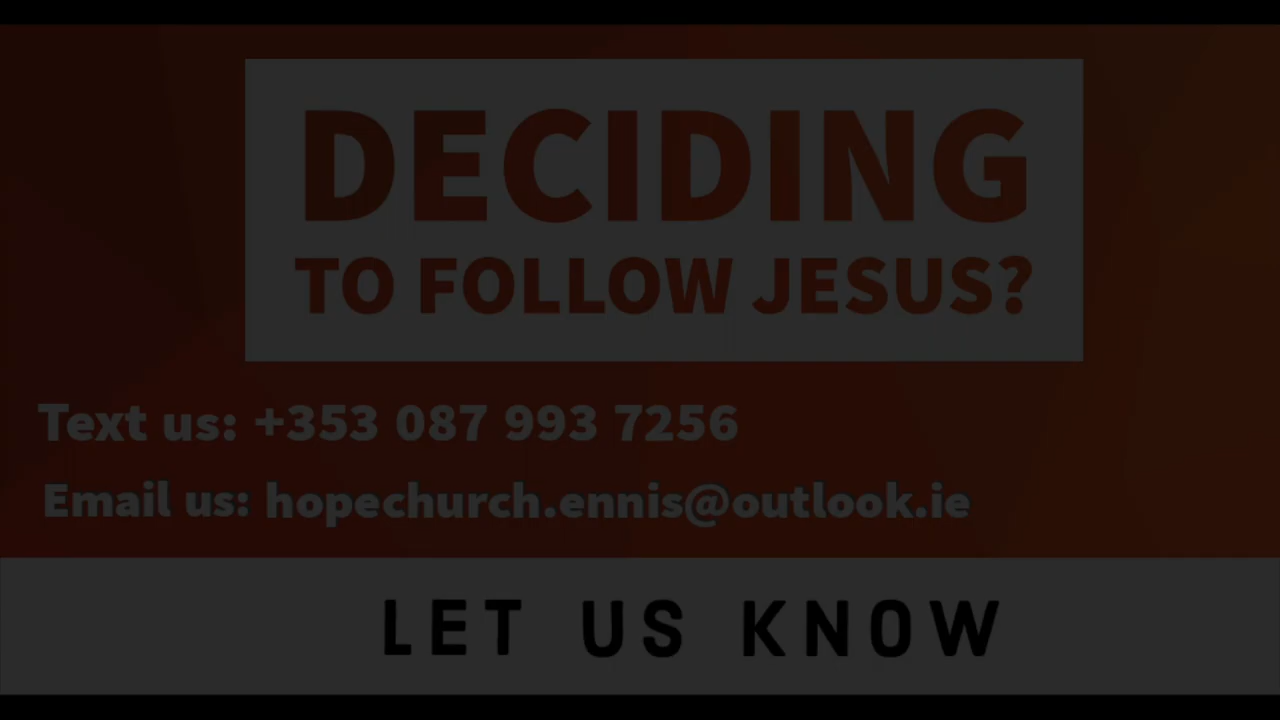 DECIDING
TO FOLLOW JESUS?
Text us: +353 087 993 7256
Email us: hopechurch.ennis@outlook.ie
LET US KNOW